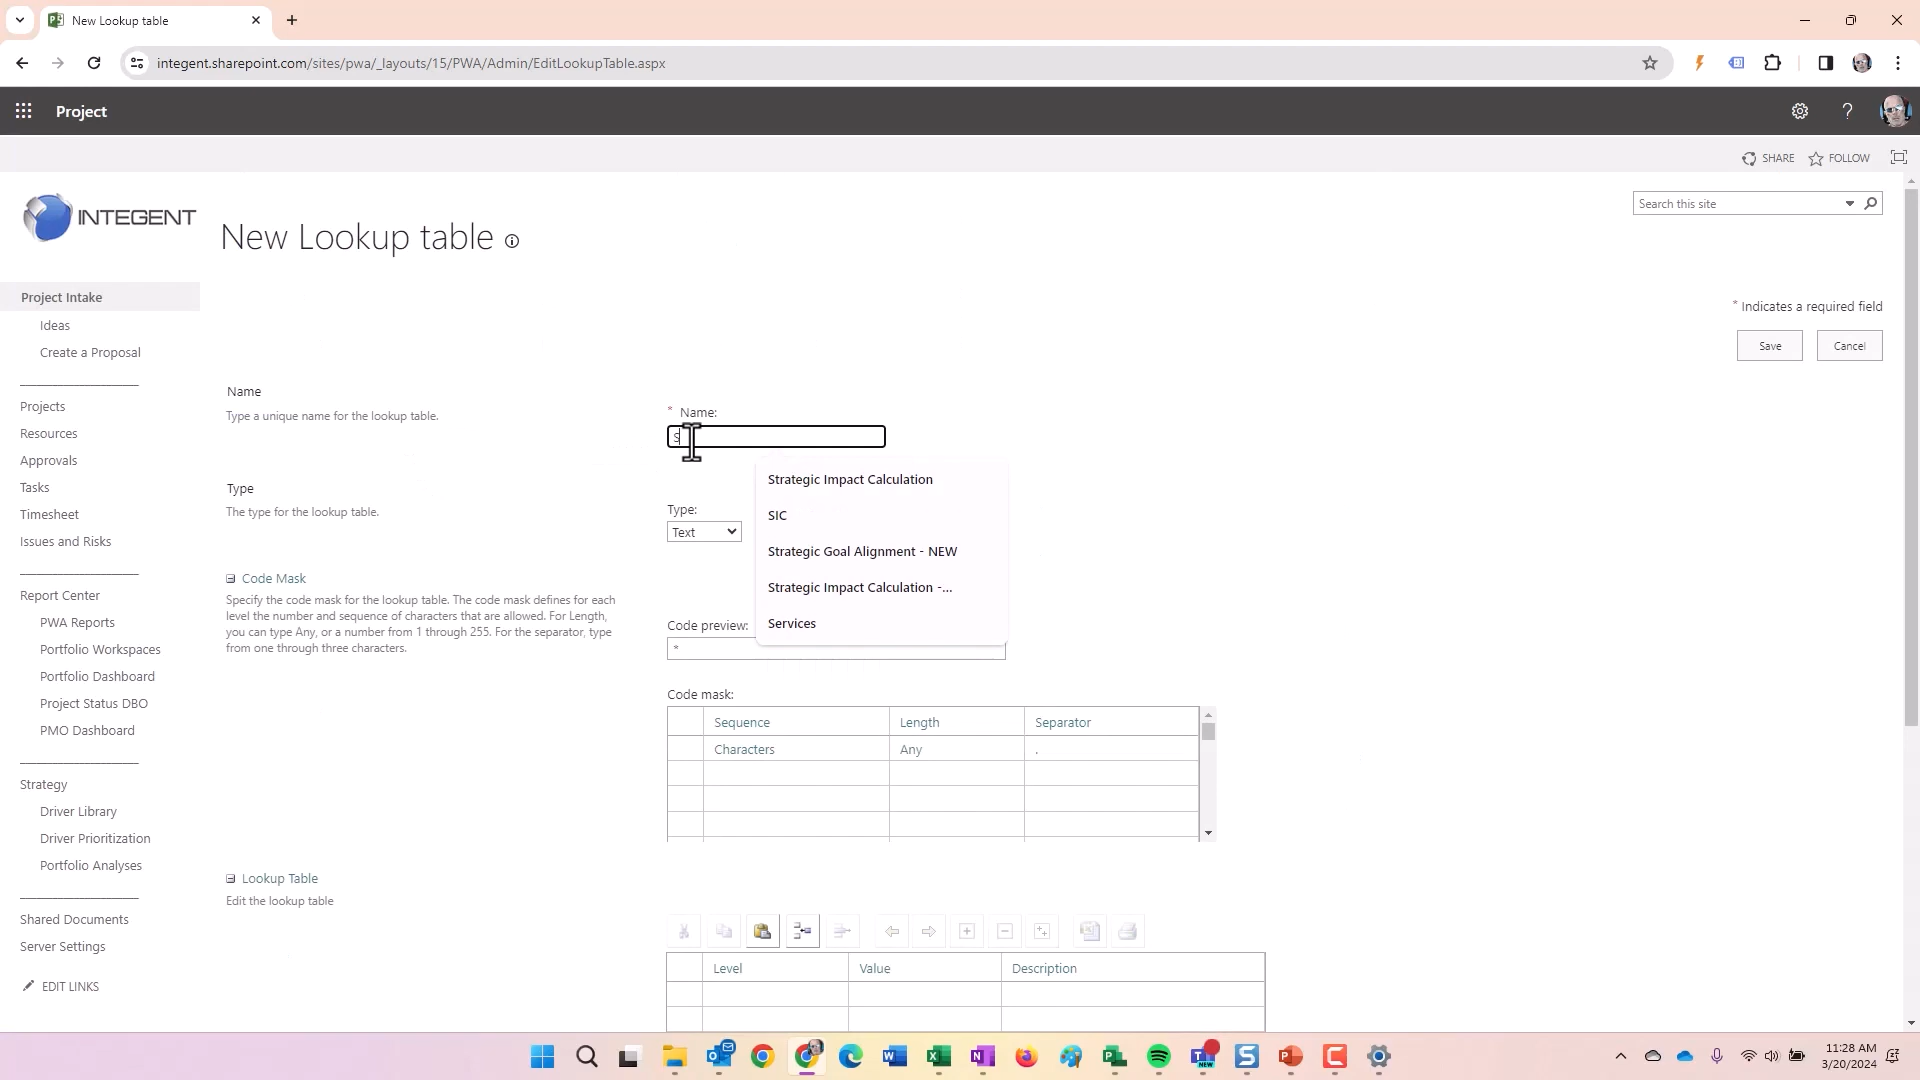 New Lookup table
integent.sharepoint.com/sites/pwa/_layouts/15/PWA/Admin/EditLookupTable.aspx
Project
SHARE
FOLLOW
INTEGENT
New Lookup table
Search this site
* Indicates a required field
Save
Cancel
Project Intake
Ideas
Create a Proposal
Projects
Resources
Approvals
Tasks
Timesheet
Issues and Risks
Report Center
PWA Reports
Portfolio Workspaces
Portfolio Dashboard
Project Status DBO
PMO Dashboard
Strategy
Driver Library
Driver Prioritization
Portfolio Analyses
Shared Documents
Server Settings
EDIT LINKS
Name
Type a unique name for the lookup table.
* Name:
S
Strategic Impact Calculation
SIC
Strategic Goal Alignment - NEW
Strategic Impact Calculation -...
Services
Type
The type for the lookup table.
Type:
Text
Code Mask
Specify the code mask for the lookup table. The code mask defines for each
level the number and sequence of characters that are allowed. For Length,
you can type Any, or a number from 1 through 255. For the separator, type
from one through three characters.
Code preview:
*
Code mask:
Sequence Length Separator
Characters Any .
Lookup Table
Edit the lookup table
Level Value Description
NEW
11:28 AM
3/20/2024